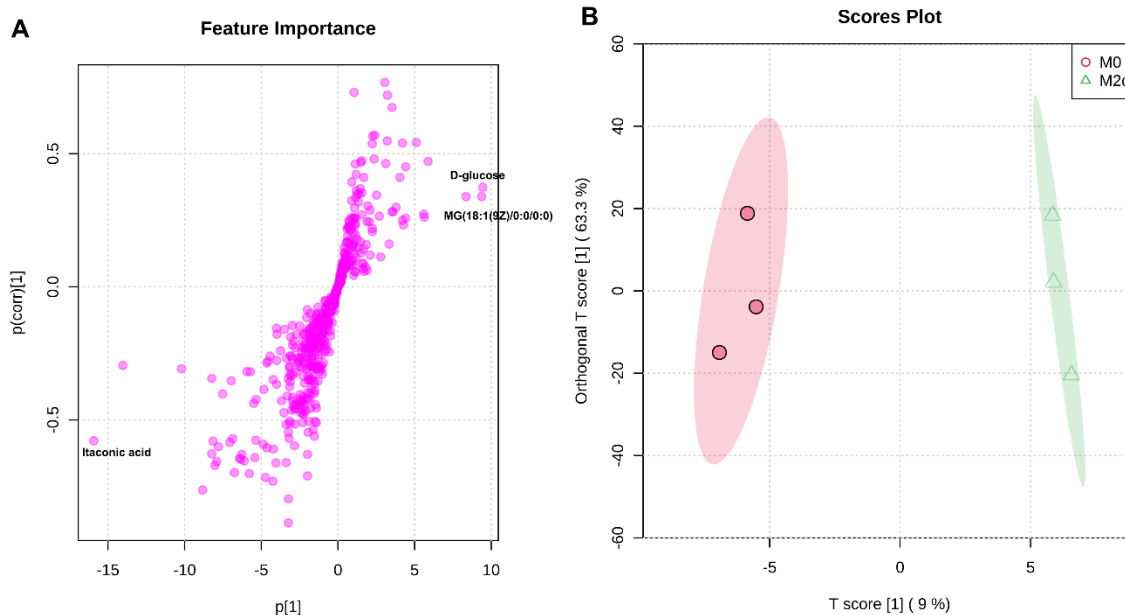 A
Feature Importance
p(corr)[1]
0.5
0.0
-0.5
D-glucose
MG(18:1(9Z)/0:0/0:0)
Itaconic acid
-15
-10
-5
0
5
10
p[1]
B
Scores Plot
Orthogonal T score [1] ( 63.3 %)
60
40
20
0
20
-40
-60
M0
M2c
-5
0
5
T score [1] ( 9 %)